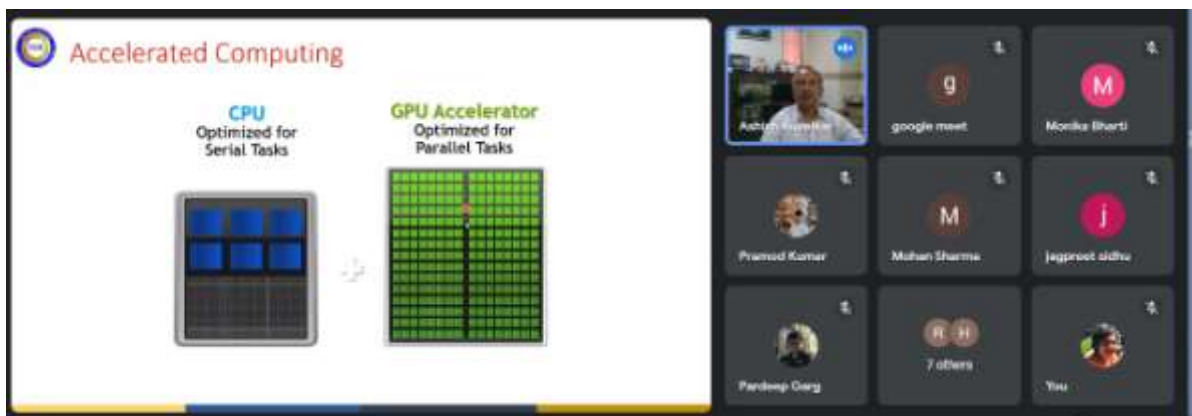 Accelerated Computing
CPU
Optimized for
Serial Tasks
GPU Accelerator
Optimized for
Parallel Tasks
Ashish
g
google meet
M
Monika Bharti
Pramod Kumar
M
Mohan Sharma
j
jagpreet sidhu
Pardeep Garg
R H
7 others
You